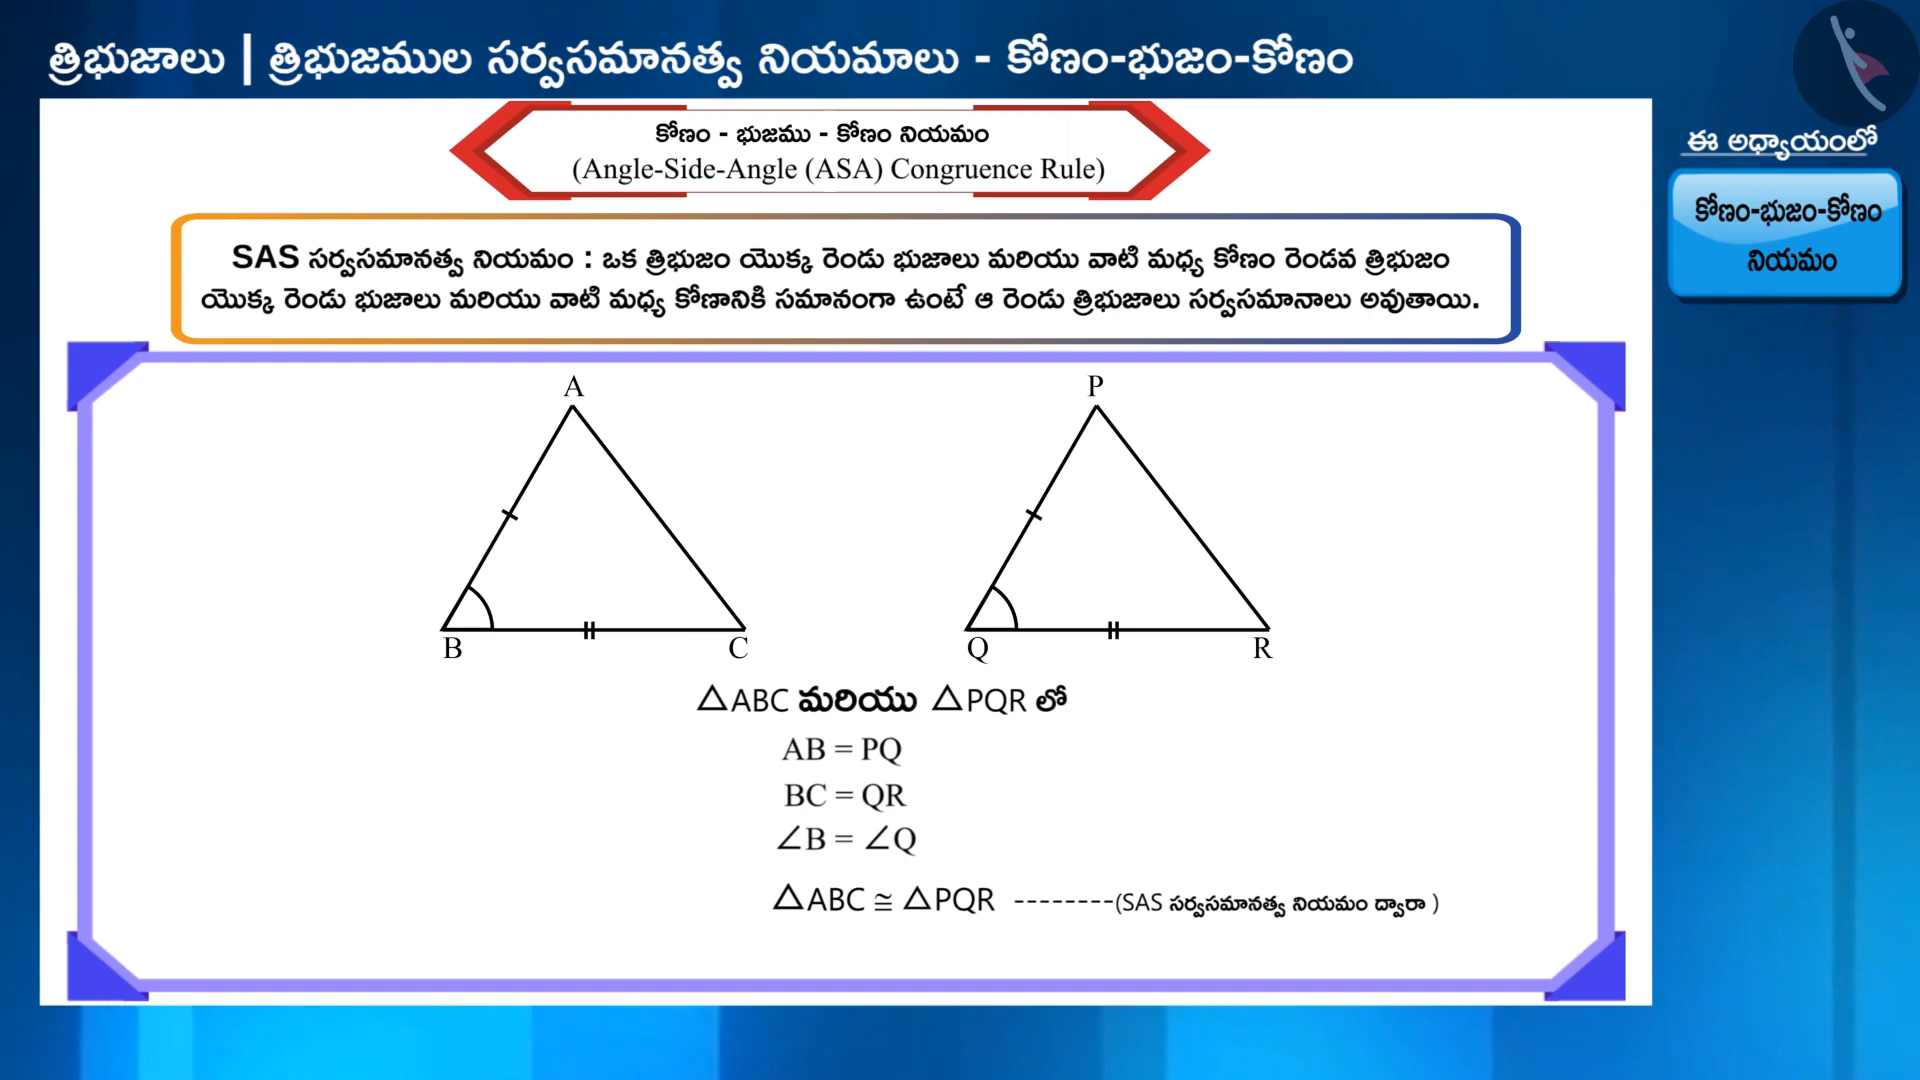 త్రిభుజాలు | త్రిభుజముల సర్వసమానత్వ నియమాలు - కోణం-భుజం-కోణం
కోణం - భుజము - కోణం నియమం
(Angle-Side-Angle (ASA) Congruence Rule)
ఈ అధ్యాయంలో
కోణం-భుజం-కోణం
నియమం
SAS సర్వసమానత్వ నియమం : ఒక త్రిభుజం యొక్క రెండు భుజాలు మరియు వాటి మధ్య కోణం రెండవ త్రిభుజం
యొక్క రెండు భుజాలు మరియు వాటి మధ్య కోణానికి సమానంగా ఉంటే ఆ రెండు త్రిభుజాలు సర్వసమానాలు అవుతాయి.
A P
B C Q R
△ABC మరియు △PQR లో
AB = PQ
BC = QR
∠B = ∠Q
△ABC ≅ △PQR --------(SAS సర్వసమానత్వ నియమం ద్వారా )